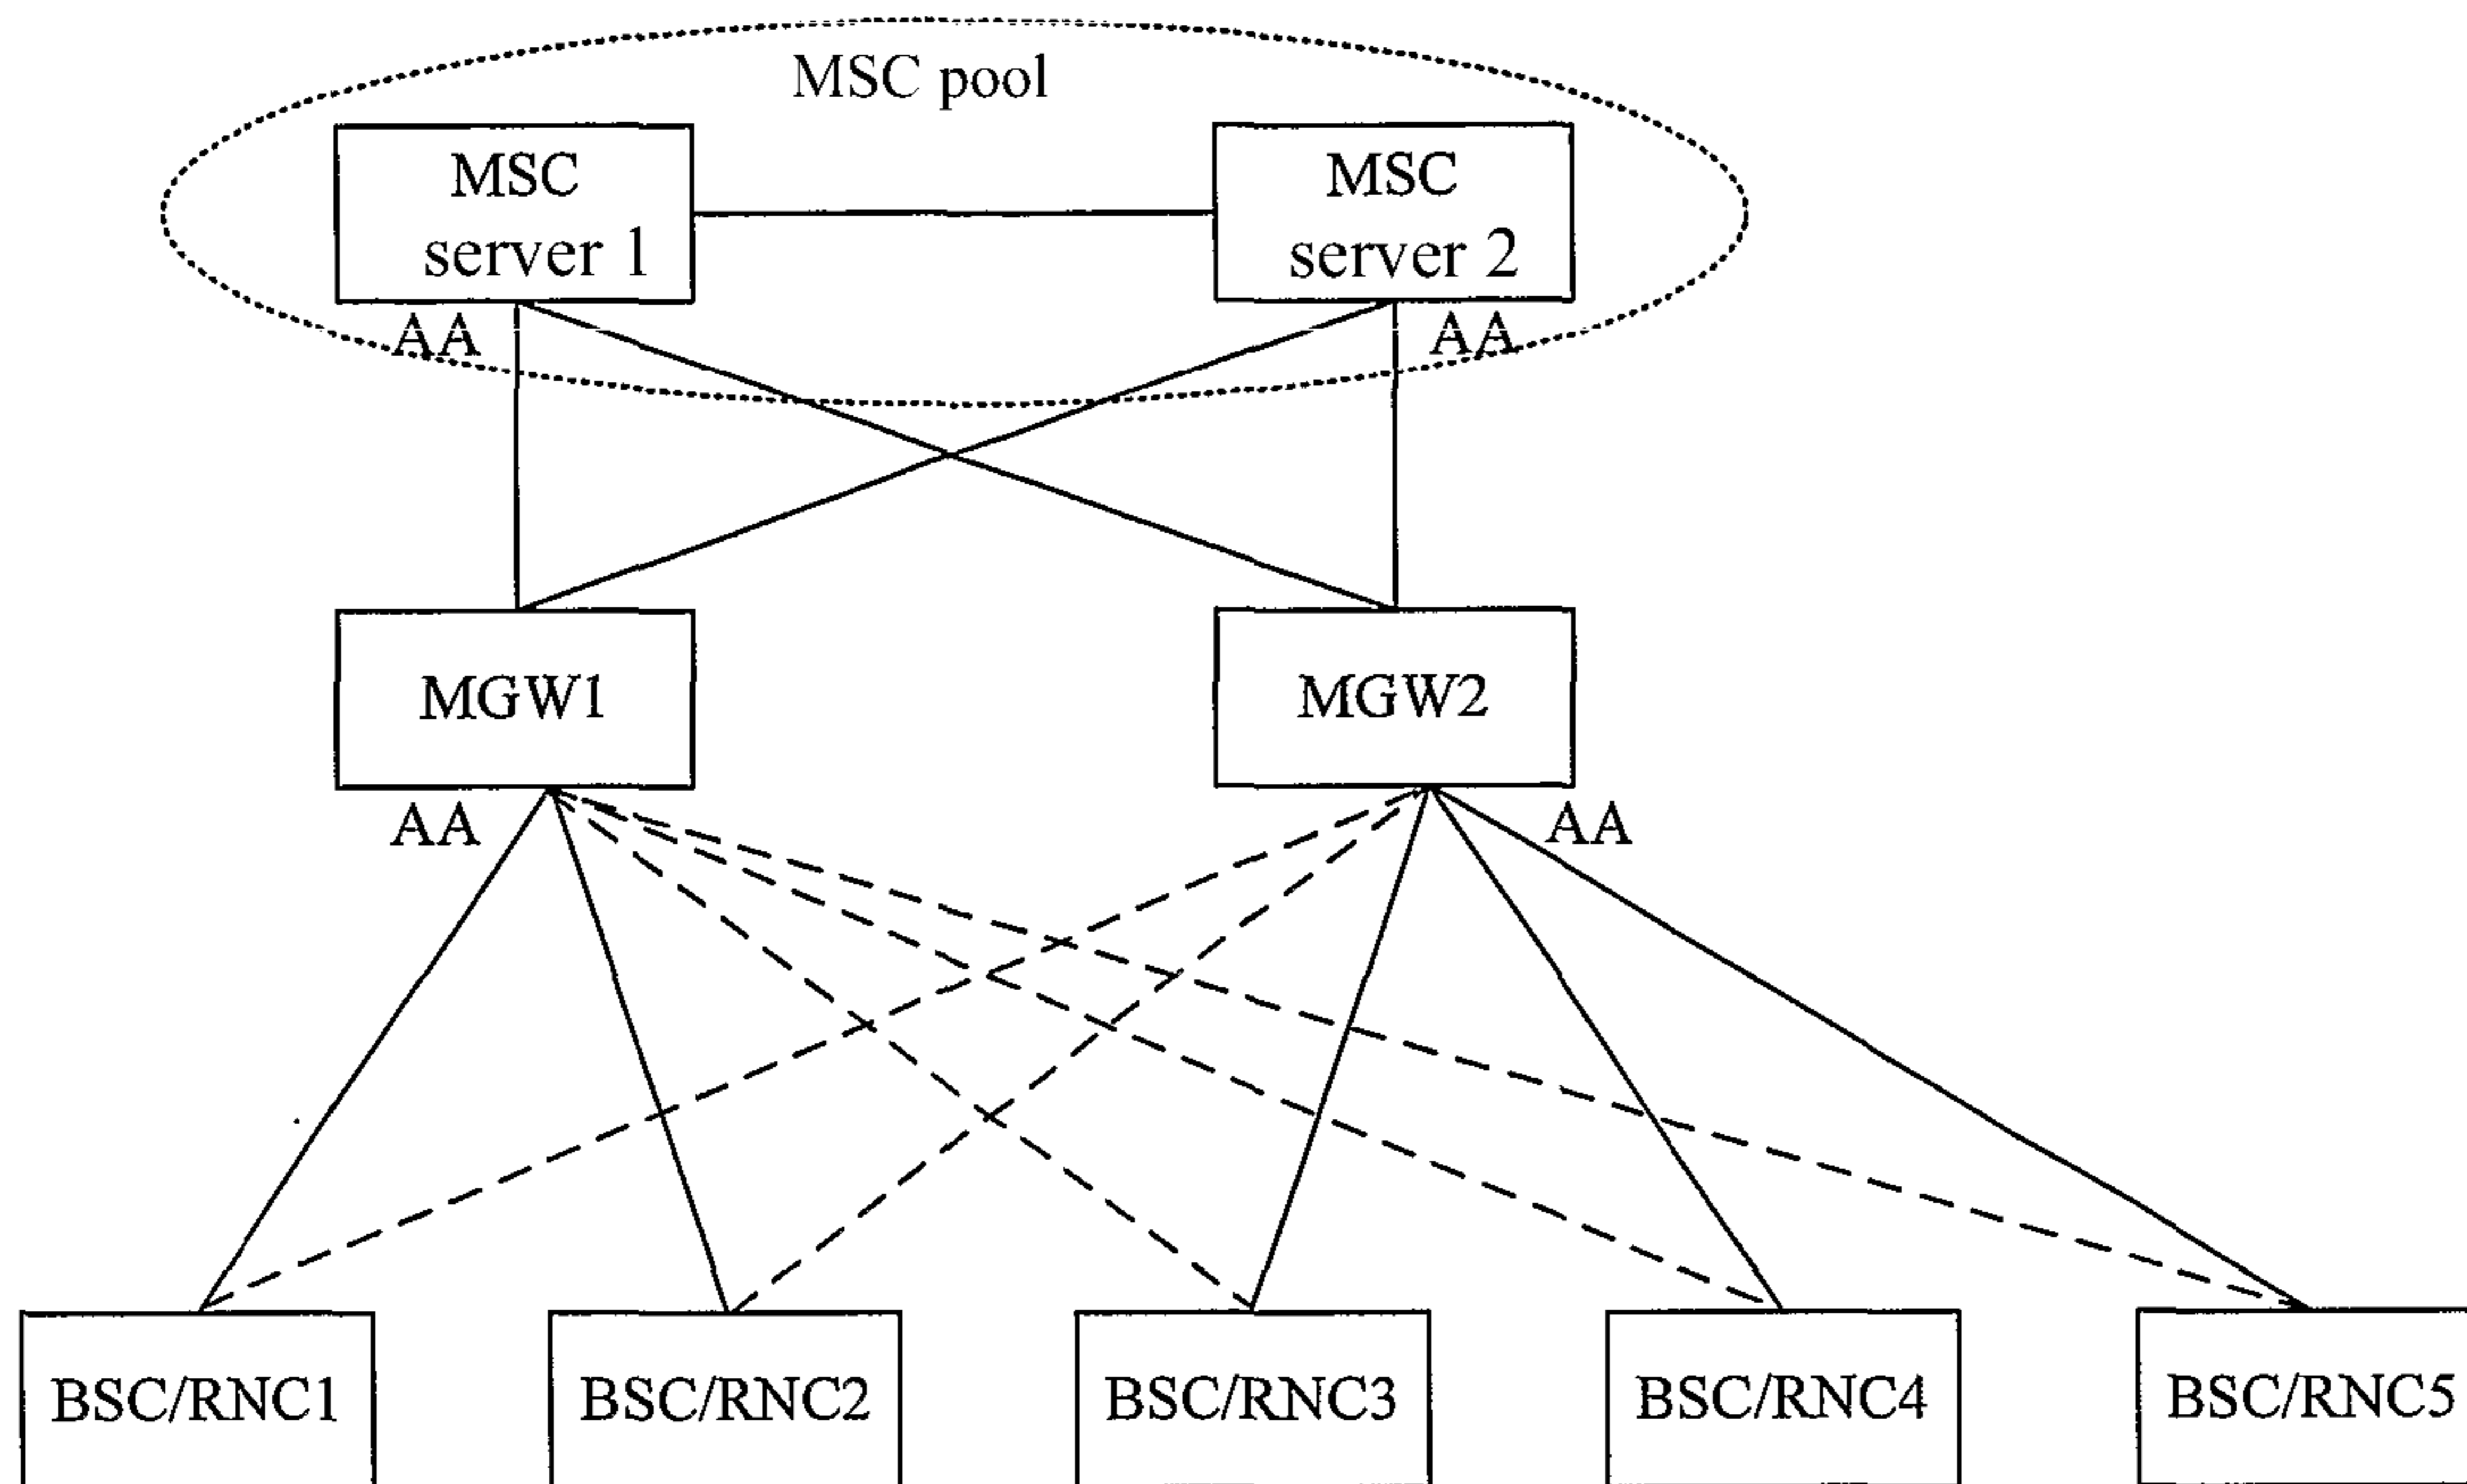 MSC pool
MSC
server 1
MSC
server 2
AA
AA
MGW1
MGW2
AA
AA
BSC/RNC1
BSC/RNC2
BSC/RNC3
BSC/RNC4
BSC/RNC5